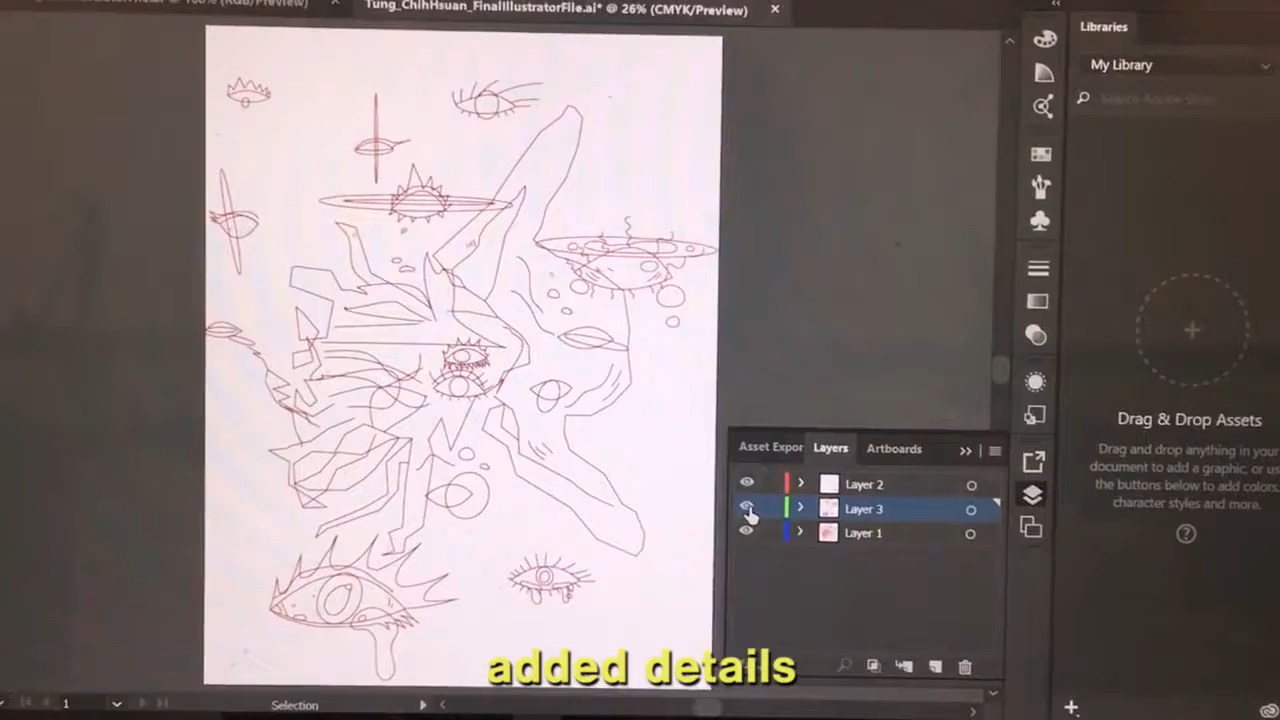 Tung_ChihHsuan_FinalIllustratorFile.ai* @ 26% (CMYK/Preview)
Libraries
My Library
Asset Expor
Layers
Artboards
Layer 2
Layer 3
Layer 1
Drag & Drop Assets
Drag and drop anything in your
document to add a graphic, or us
the buttons below to add colors
character styles and more.
added details
1
Selection